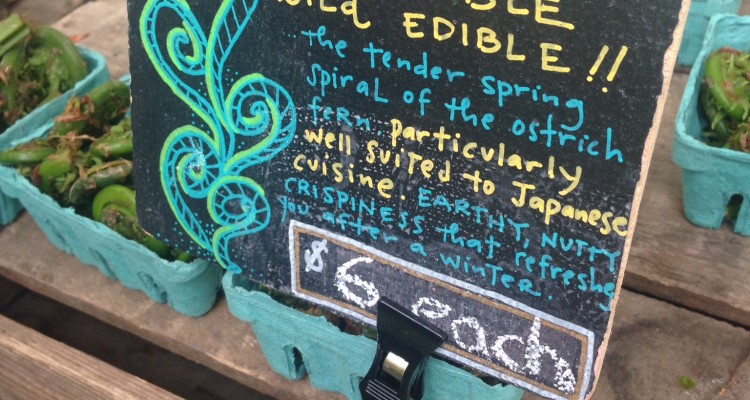 wild EDIBLE!!
the tender spring
spiral of the ostrich
fern particularly
well suited to Japanese
cuisine. EARTHY, NUTTY
CRISPINESS that refreshes
you after a winter.
$6 each